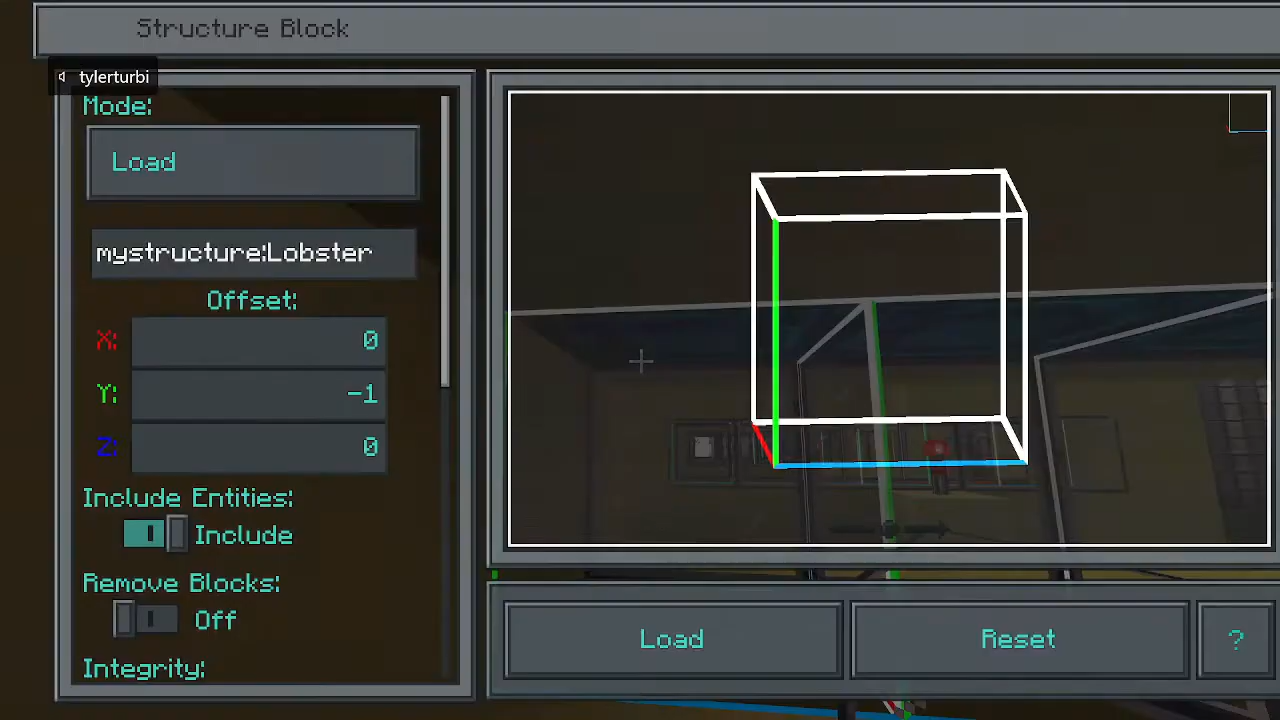 Structure Block
tylerturbi
Mode:
Load
mystructure:Lobster
Offset:
X: 0
Y: -1
Z: 0
Include Entities:
Include
Remove Blocks:
Off
Integrity:
Load
Reset
?